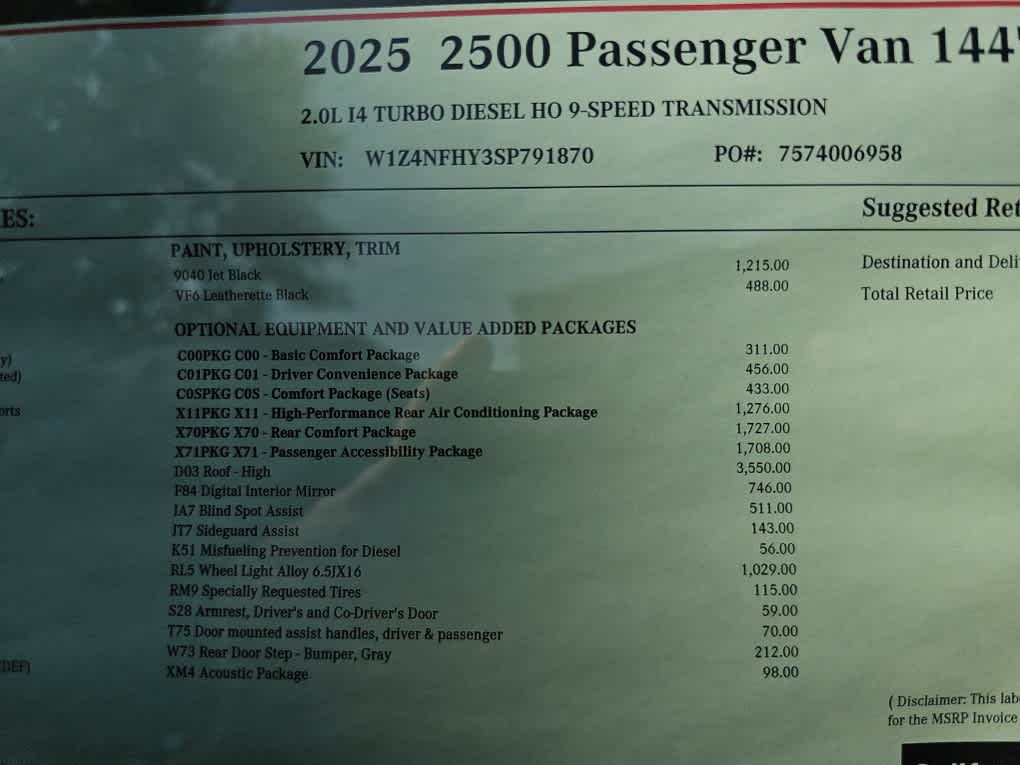 2025 2500 Passenger Van 144"
2.0L I4 TURBO DIESEL HO 9-SPEED TRANSMISSION
VIN: W1Z4NFHY3SP791870 PO#: 7574006958
ES:
Suggested Ret
PAINT, UPHOLSTERY, TRIM
9040 Jet Black 1,215.00
VF6 Leatherette Black 488.00
Destination and Deli
Total Retail Price
OPTIONAL EQUIPMENT AND VALUE ADDED PACKAGES
C00PKG C00 - Basic Comfort Package 311.00
y)
C01PKG C01 - Driver Convenience Package 456.00
ted)
C0SPKG C0S - Comfort Package (Seats) 433.00
X11PKG X11 - High-Performance Rear Air Conditioning Package 1,276.00
orts
X70PKG X70 - Rear Comfort Package 1,727.00
X71PKG X71 - Passenger Accessibility Package 1,708.00
D03 Roof - High 3,550.00
F84 Digital Interior Mirror 746.00
JA7 Blind Spot Assist 511.00
JT7 Sideguard Assist 143.00
K51 Misfueling Prevention for Diesel 56.00
RL5 Wheel Light Alloy 6.5JX16 1,029.00
RM9 Specially Requested Tires 115.00
S28 Armrest, Driver's and Co-Driver's Door 59.00
T75 Door mounted assist handles, driver & passenger 70.00
W73 Rear Door Step - Bumper, Gray 212.00
DEF)
XM4 Acoustic Package 98.00
( Disclaimer: This lab
for the MSRP Invoice